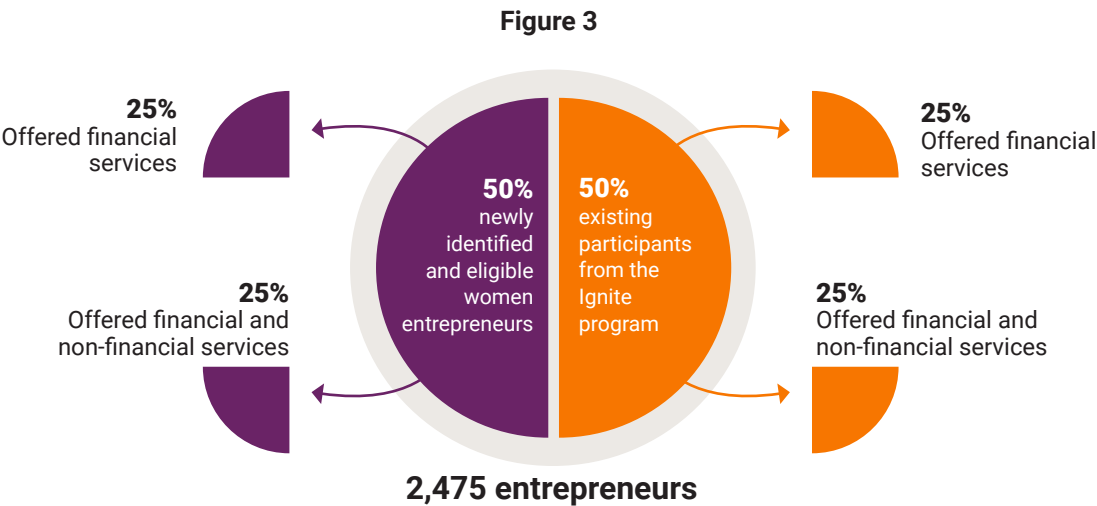 Figure 3
25%
Offered financial
services
25%
Offered financial and
non-financial services
50%
newly
identified
and eligible
women
entrepreneurs
50%
existing
participants
from the
Ignite
program
25%
Offered financial
services
25%
Offered financial and
non-financial services
2,475 entrepreneurs